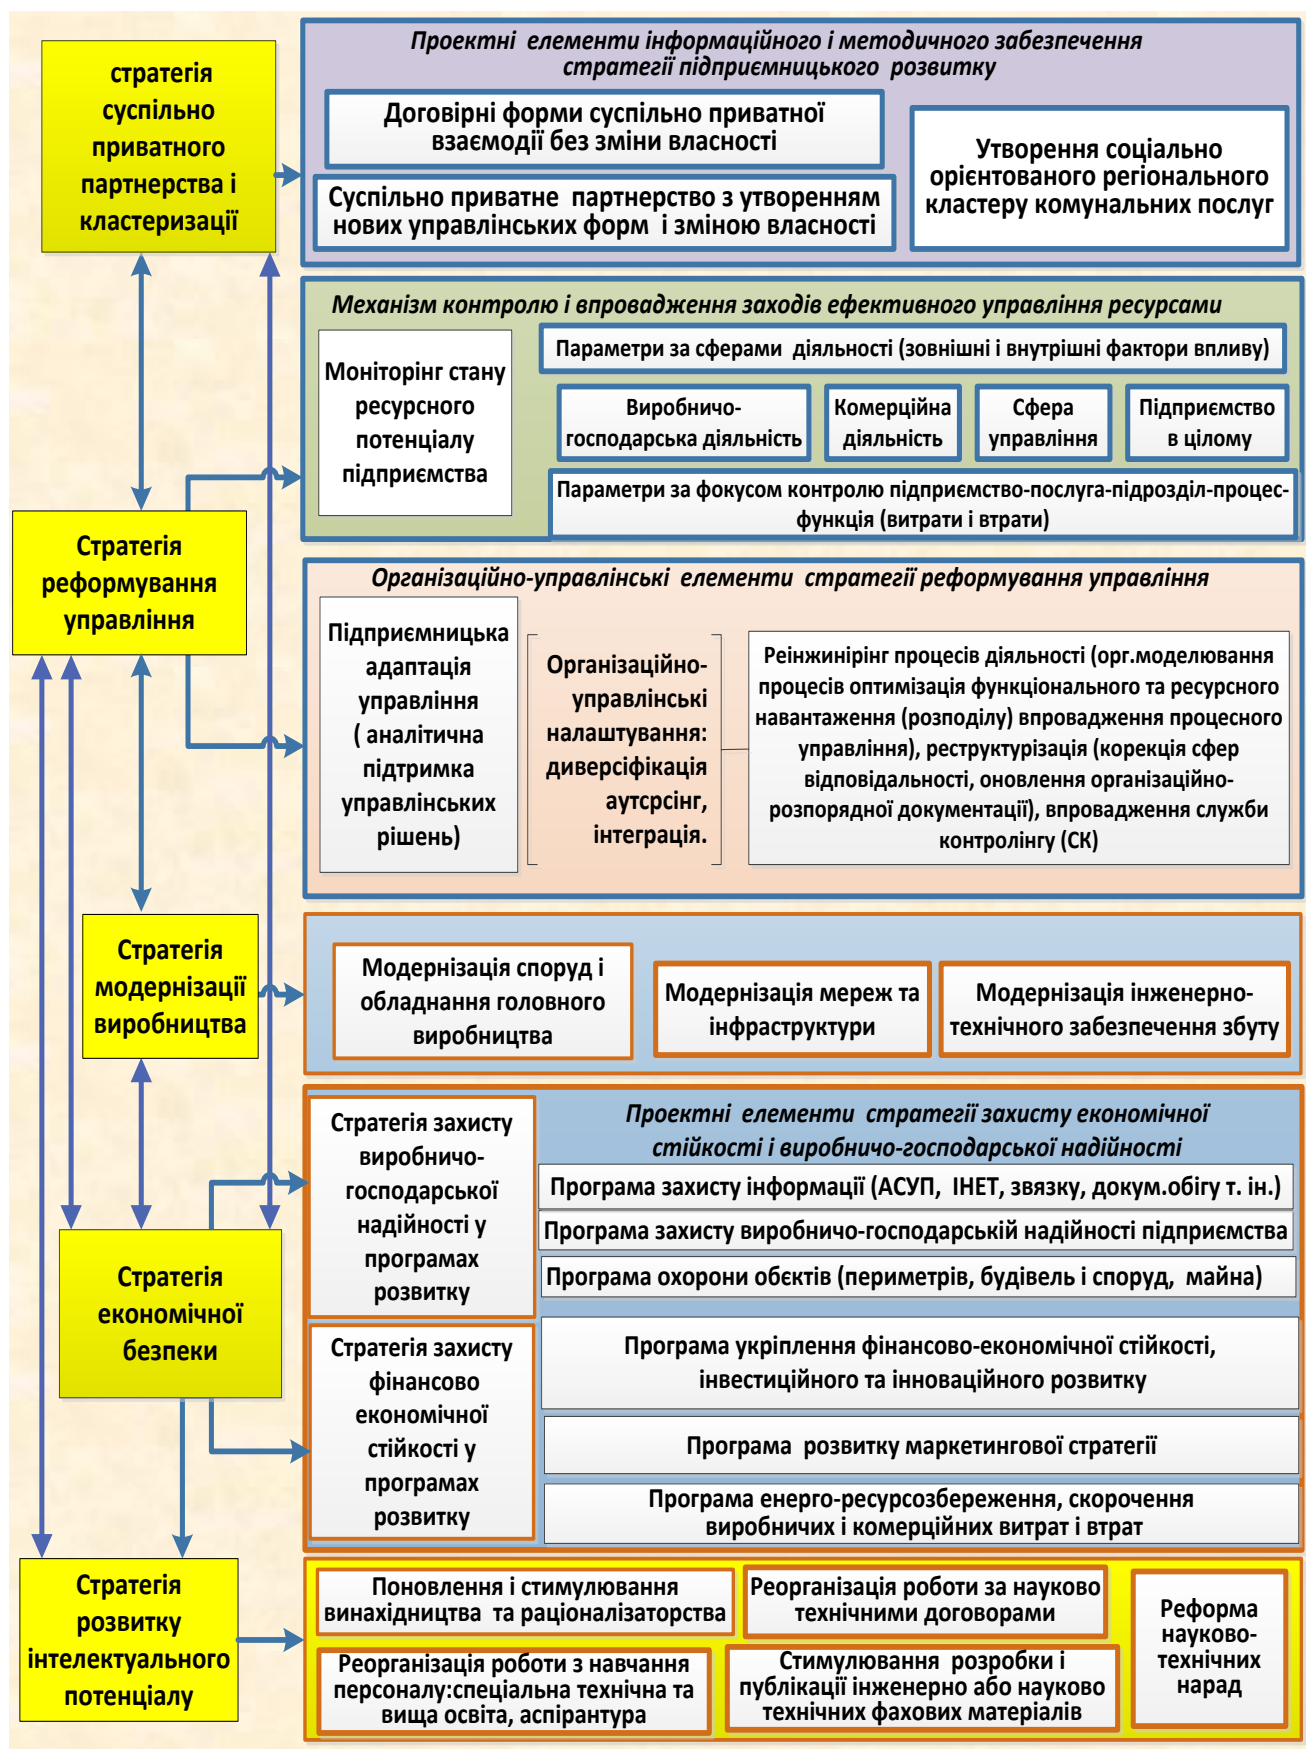 стратегія
суспільно
приватного
партнерства і
кластеризації
Проектні елементи інформаційного і методичного забезпечення
стратегії підприємницького розвитку
Договірні форми суспільно приватної
взаємодії без зміни власності
Суспільно приватне партнерство з утворенням
нових управлінських форм і зміною власності
Утворення соціально
орієнтованого регіонального
кластеру комунальних послуг
Механізм контролю і впровадження заходів ефективного управління ресурсами
Моніторинг стану
ресурсного
потенціалу
підприємства
Параметри за сферами діяльності (зовнішні і внутрішні фактори впливу)
Виробничо-
господарська діяльність
Комерційна
діяльність
Сфера
управління
Підприємство
в цілому
Параметри за фокусом контролю підприємство-послуга-підрозділ-процес-
функція (витрати і втрати)
Стратегія
реформування
управління
Організаційно-управлінські елементи стратегії реформування управління
Підприємницька
адаптація
управління
( аналітична
підтримка
управлінських
рішень)
Організаційно-
управлінські
налаштування:
диверсіфікація
аутсрсінг,
інтеграція.
Реінжинірінг процесів діяльності (орг.моделювання
процесів оптимізація функціонального та ресурсного
навантаження (розподілу) впровадження процесного
управління), реструктурізація (корекція сфер
відповідальності, оновлення організаційно-
розпорядної документації), впровадження служби
контролінгу (СК)
Стратегія
модернізації
виробництва
Модернізація споруд і
обладнання головного
виробництва
Модернізація мереж та
інфраструктури
Модернізація інженерно-
технічного забезпечення збуту
Стратегія
економічної
безпеки
Стратегія захисту
виробничо-
господарської
надійності у
програмах
розвитку
Проектні елементи стратегії захисту економічної
стійкості і виробничо-господарської надійності
Програма захисту інформації (АСУП, ІНЕТ, звязку, докум.обігу т. ін.)
Програма захисту виробничо-господарській надійності підприємства
Програма охорони обєктів (периметрів, будівель і споруд, майна)
Стратегія захисту
фінансово
економічної
стійкості у
програмах
розвитку
Програма укріплення фінансово-економічної стійкості,
інвестиційного та інноваційного розвитку
Програма розвитку маркетингової стратегії
Програма енерго-ресурсозбереження, скорочення
виробничих і комерційних витрат і втрат
Стратегія
розвитку
інтелектуального
потенціалу
Поновлення і стимулювання
винахідництва та раціоналізаторства
Реорганізація роботи за науково
технічними договорами
Реорганізація роботи з навчання
персоналу:спеціальна технічна та
вища освіта, аспірантура
Стимулювання розробки і
публікації інженерно або науково
технічних фахових матеріалів
Реформа
науково-
технічних
нарад